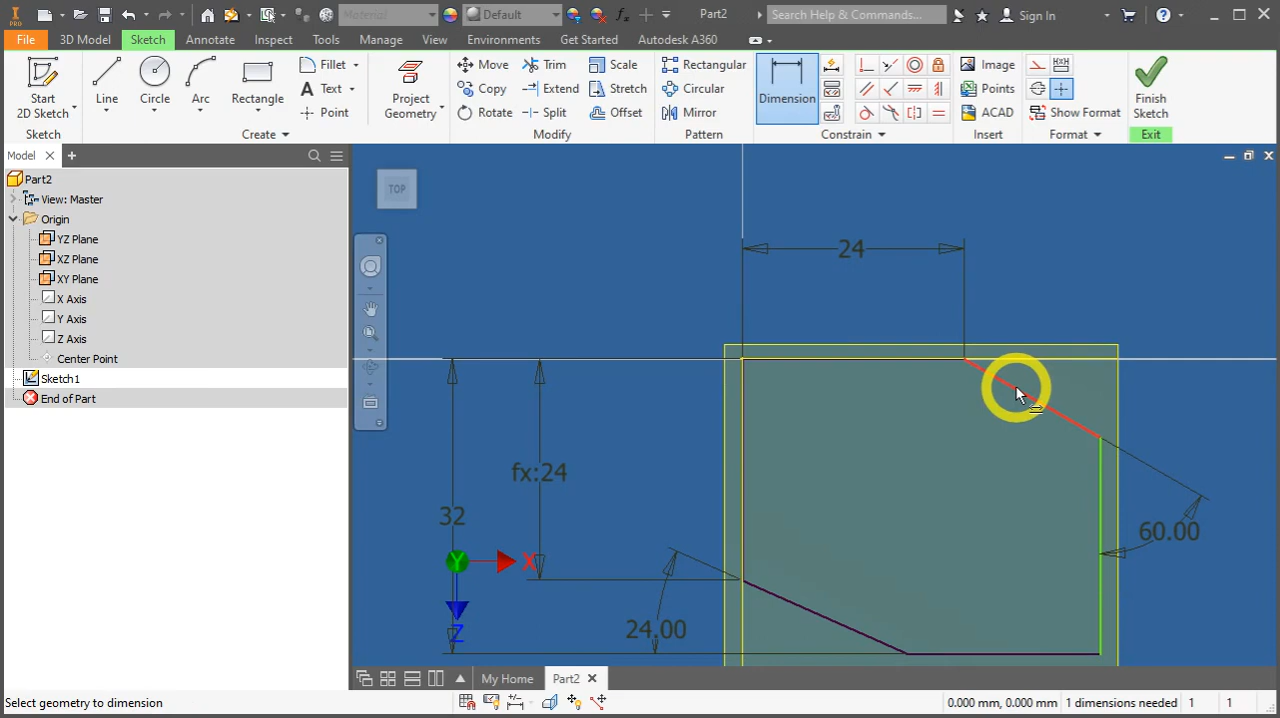 PRO
Material
Default
fx
Part2
Search Help & Commands...
Sign In
File
3D Model
Sketch
Annotate
Inspect
Tools
Manage
View
Environments
Get Started
Autodesk A360
Start
2D Sketch
Line
Circle
Arc
Rectangle
Fillet
Text
Point
Project
Geometry
Move
Copy
Rotate
Trim
Extend
Split
Scale
Stretch
Offset
Rectangular
Circular
Mirror
Dimension
Image
Points
ACAD
Show Format
Finish
Sketch
Sketch
Create
Modify
Pattern
Constrain
Insert
Format
Exit
Model
Part2
View: Master
Origin
YZ Plane
XZ Plane
XY Plane
X Axis
Y Axis
Z Axis
Center Point
Sketch1
End of Part
TOP
24
fx:24
32
60.00
24.00
Y
X
Z
My Home
Part2
Select geometry to dimension
0.000 mm, 0.000 mm
1 dimensions needed
1
1